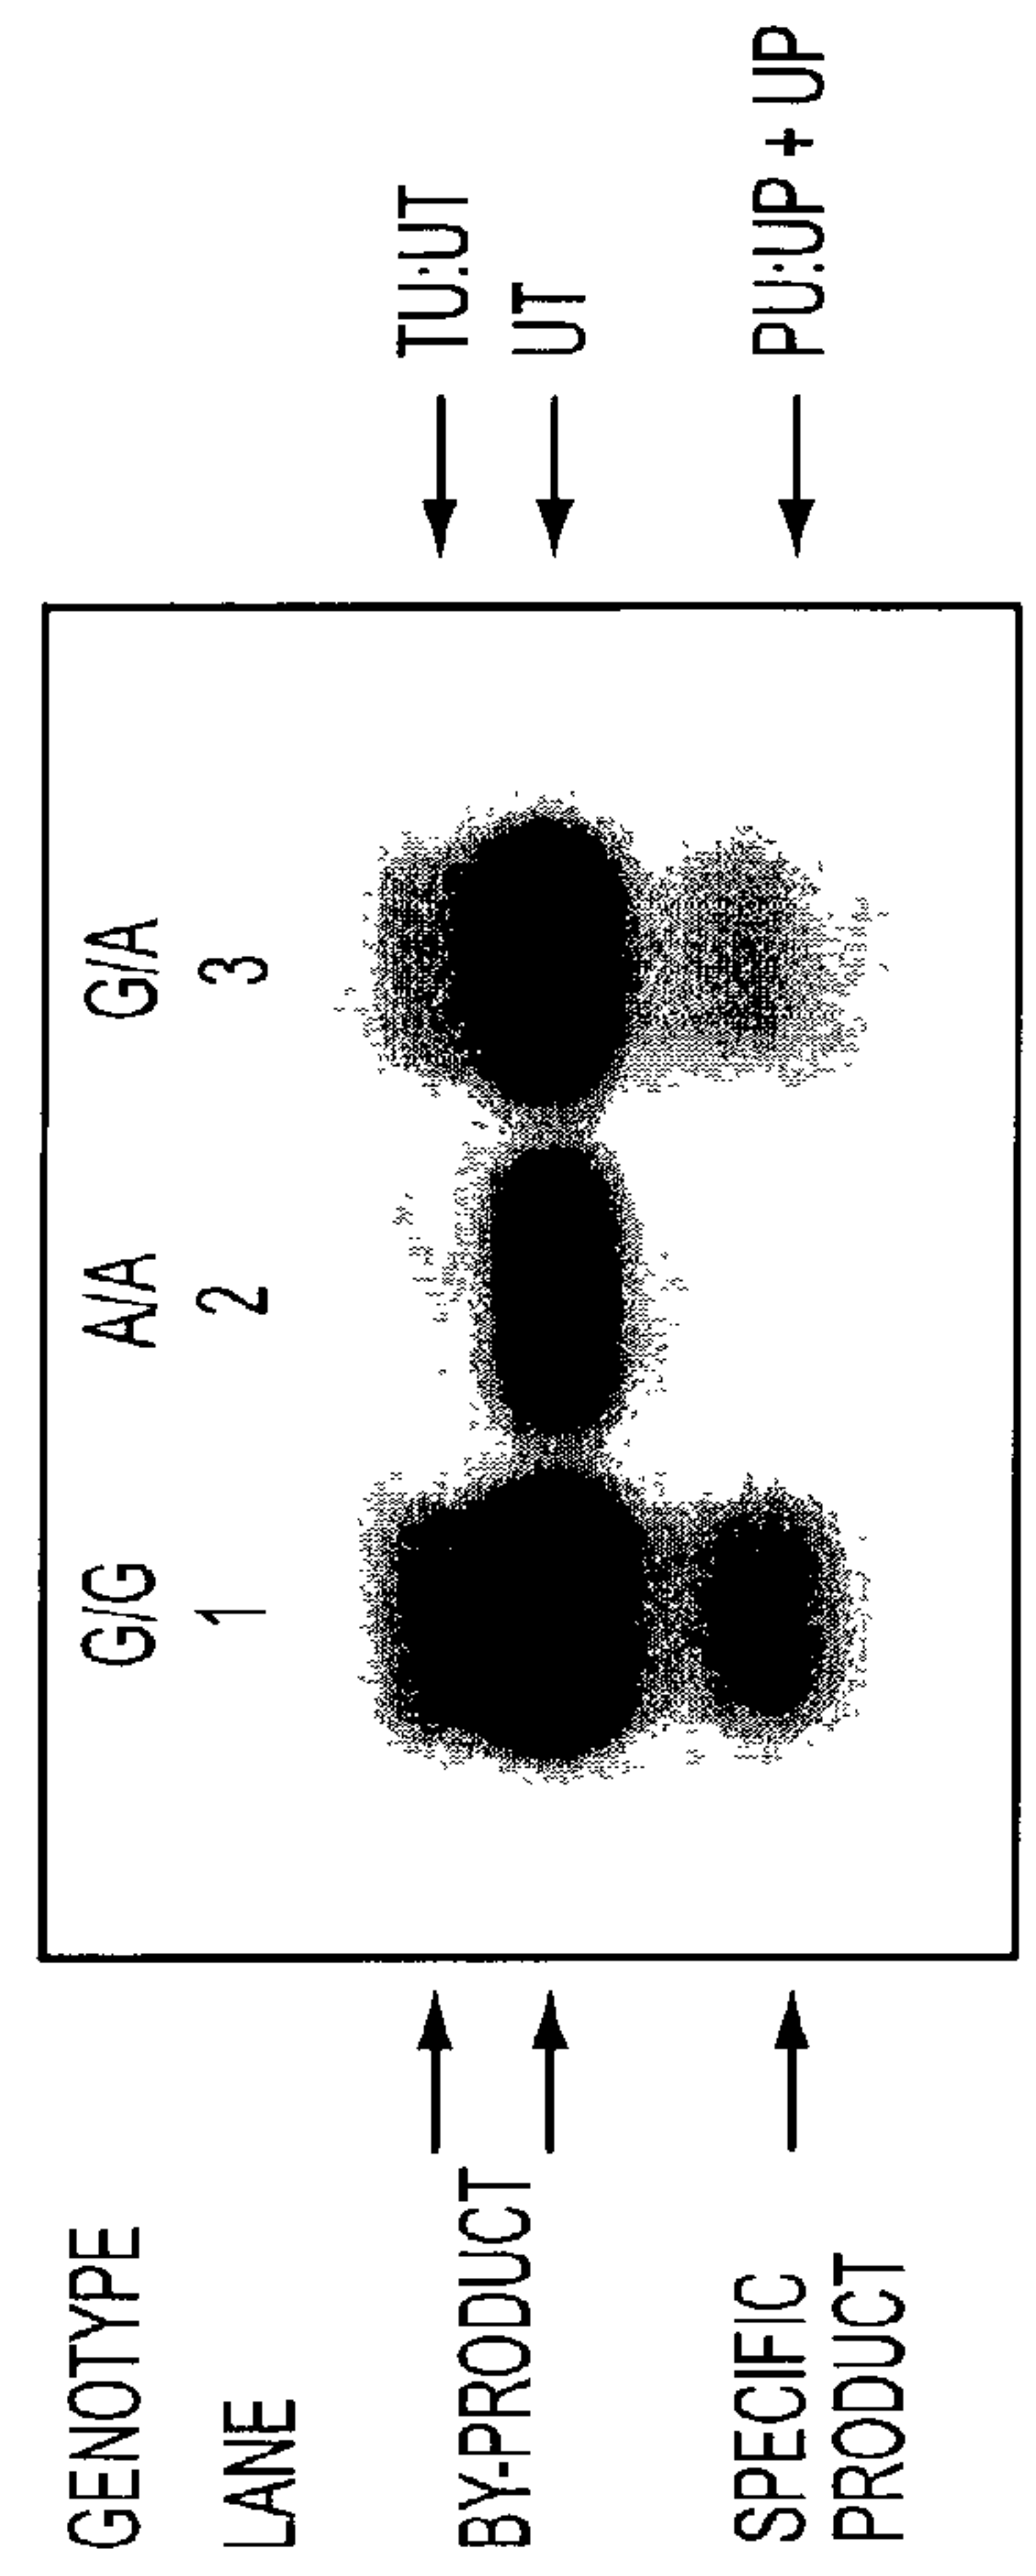 GENOTYPE G/G A/A G/A
LANE 1 2 3
TU:UT
BY-PRODUCT
UT
SPECIFIC
PRODUCT
PU:UP + UP